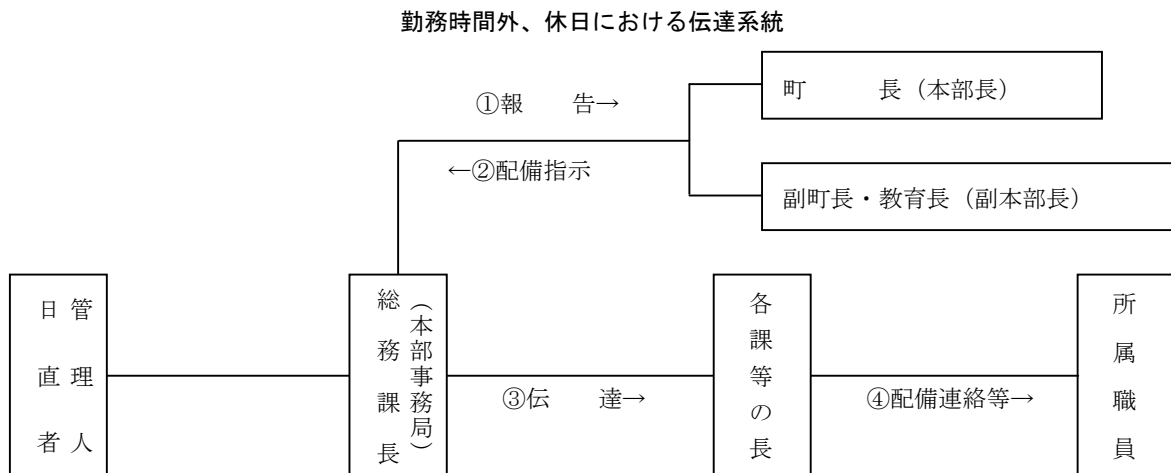 勤務時間外、休日における伝達系統
町　　　長（本部長）
①報　　告→
←②配備指示
副町長・教育長（副本部長）
管理人
日直者
（本部事務局）
総務課長
③伝　　達→
各課等の長
④配備連絡等→
所属職員